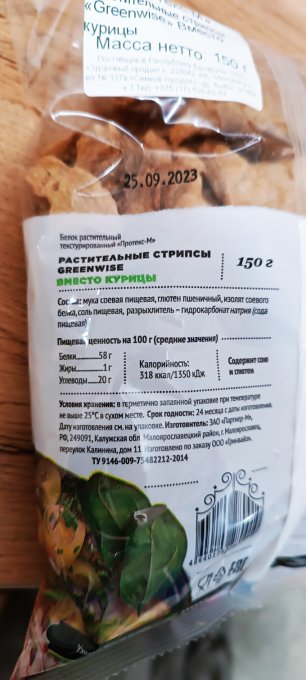 «Greenwise» Вместо
курицы
Масса нетто: 150 г
25.09.2023
Белок растительный
текстурированный «Протекс-М»
РАСТИТЕЛЬНЫЕ СТРИПСЫ
GREENWISE
ВМЕСТО КУРИЦЫ
150 г
мука соевая пищевая, глютен пшеничный, изолят соевого
белка, соль пищевая, разрыхлитель – гидрокарбонат натрия (сода
пищевая)
Пищевая ценность на 100 г (средние значения)
Белки 58 г
Жиры 1 г
Углеводы 20 г
Калорийность:
318 ккал/1350 кДж
Содержит сою
и глютен
Условия хранения: в герметично запаянной упаковке при температуре
не выше 25°С в сухом месте. Срок годности: 24 месяца с даты изготовления.
Дата изготовления см. на упаковке. Изготовитель: ЗАО «Партнер-М»,
РФ, 249091, Калужская обл. Малоярославецкий район, г. Малоярославец,
переулок Калинина, дом 11. Изготовлено по заказу ООО «Гринвайз».
ТУ 9146-009-75482212-2014
EAC